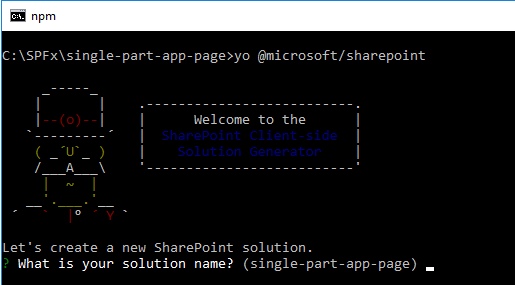 npm
C:\SPFx\single-part-app-page>yo @microsoft/sharepoint
Welcome to the
SharePoint Client-side
Solution Generator
Let's create a new SharePoint solution.
? What is your solution name? (single-part-app-page)